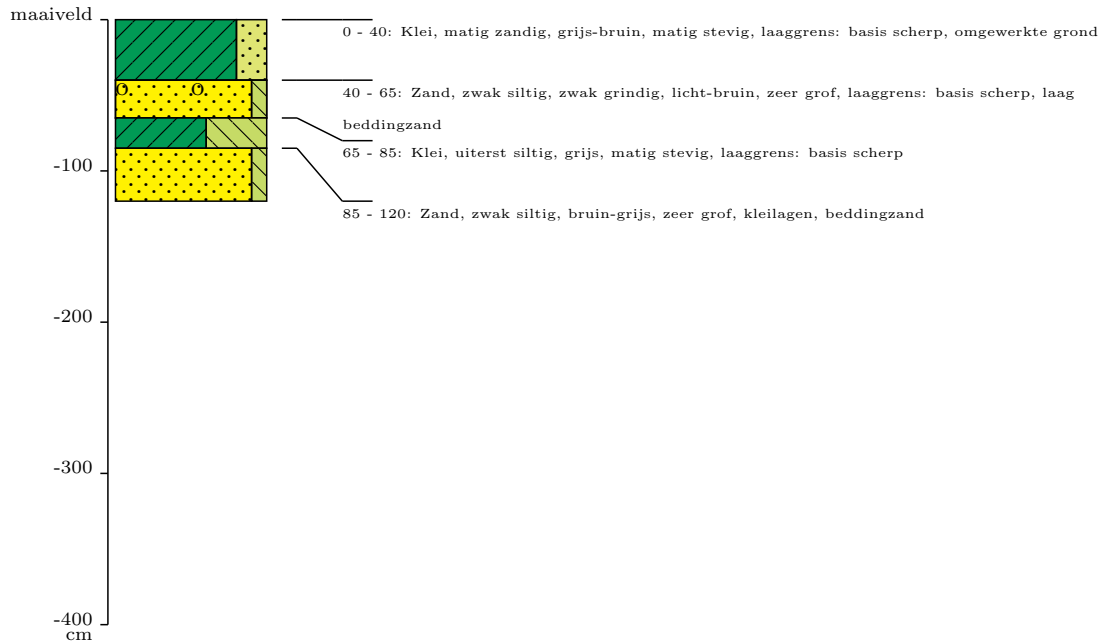 maaiveld
0 - 40: Klei, matig zandig, grijs-bruin, matig stevig, laaggrens: basis scherp, omgewerkte grond
40 - 65: Zand, zwak siltig, zwak grindig, licht-bruin, zeer grof, laaggrens: basis scherp, laag
beddingzand
65 - 85: Klei, uiterst siltig, grijs, matig stevig, laaggrens: basis scherp
-100
85 - 120: Zand, zwak siltig, bruin-grijs, zeer grof, kleilagen, beddingzand
-200
-300
-400
cm